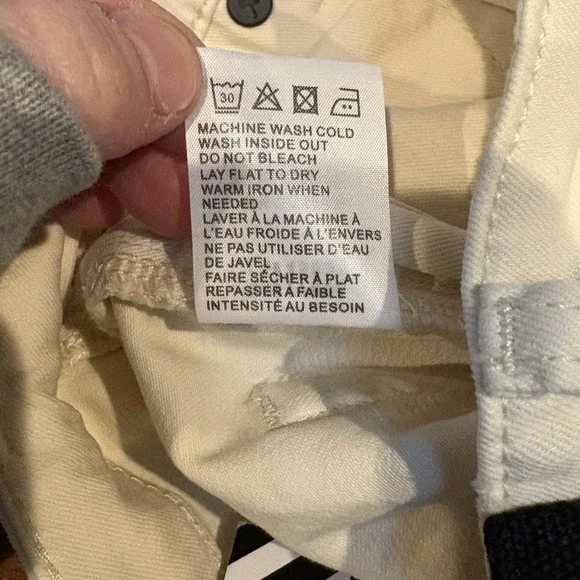 30
MACHINE WASH COLD
WASH INSIDE OUT
DO NOT BLEACH
LAY FLAT TO DRY
WARM IRON WHEN
NEEDED
LAVER À LA MACHINE À
L'EAU FROIDE À L'ENVERS
NE PAS UTILISER D'EAU
DE JAVEL
FAIRE SÉCHER À PLAT
REPASSER A FAIBLE
INTENSITÉ AU BESOIN